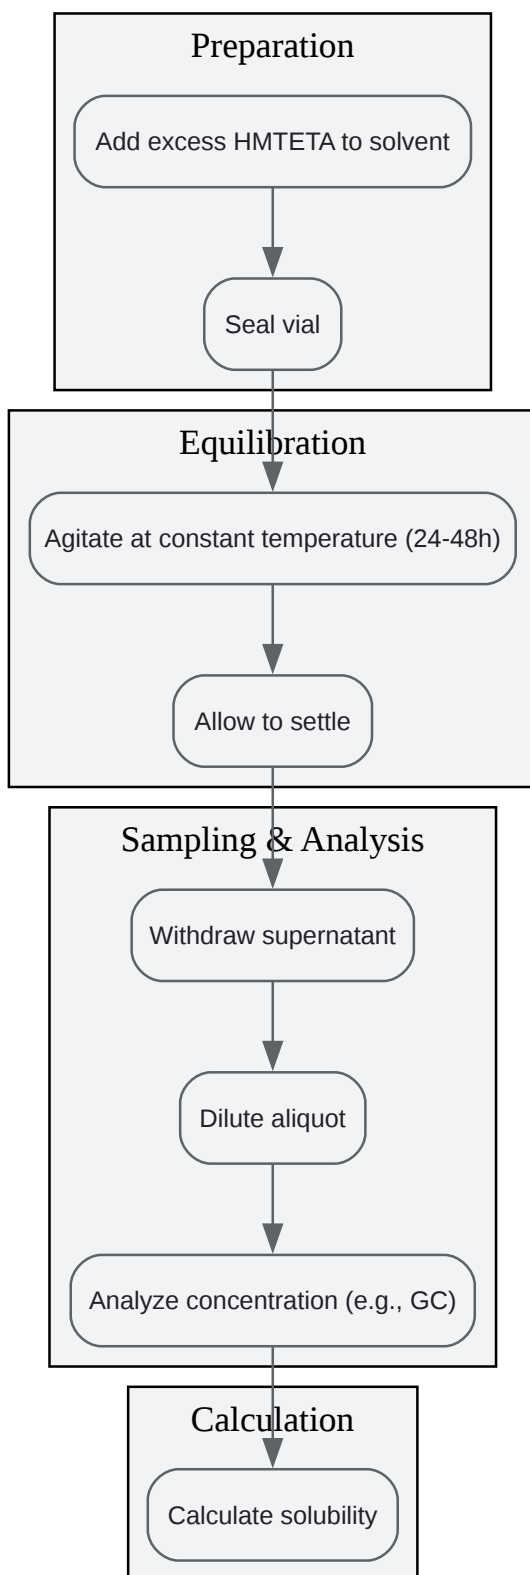 Preparation
Add excess HMTETA to solvent
Seal vial
Equilibration
Agitate at constant temperature (24-48h)
Allow to settle
Sampling & Analysis
Withdraw supernatant
Dilute aliquot
Analyze concentration (e.g., GC)
Calculation
Calculate solubility